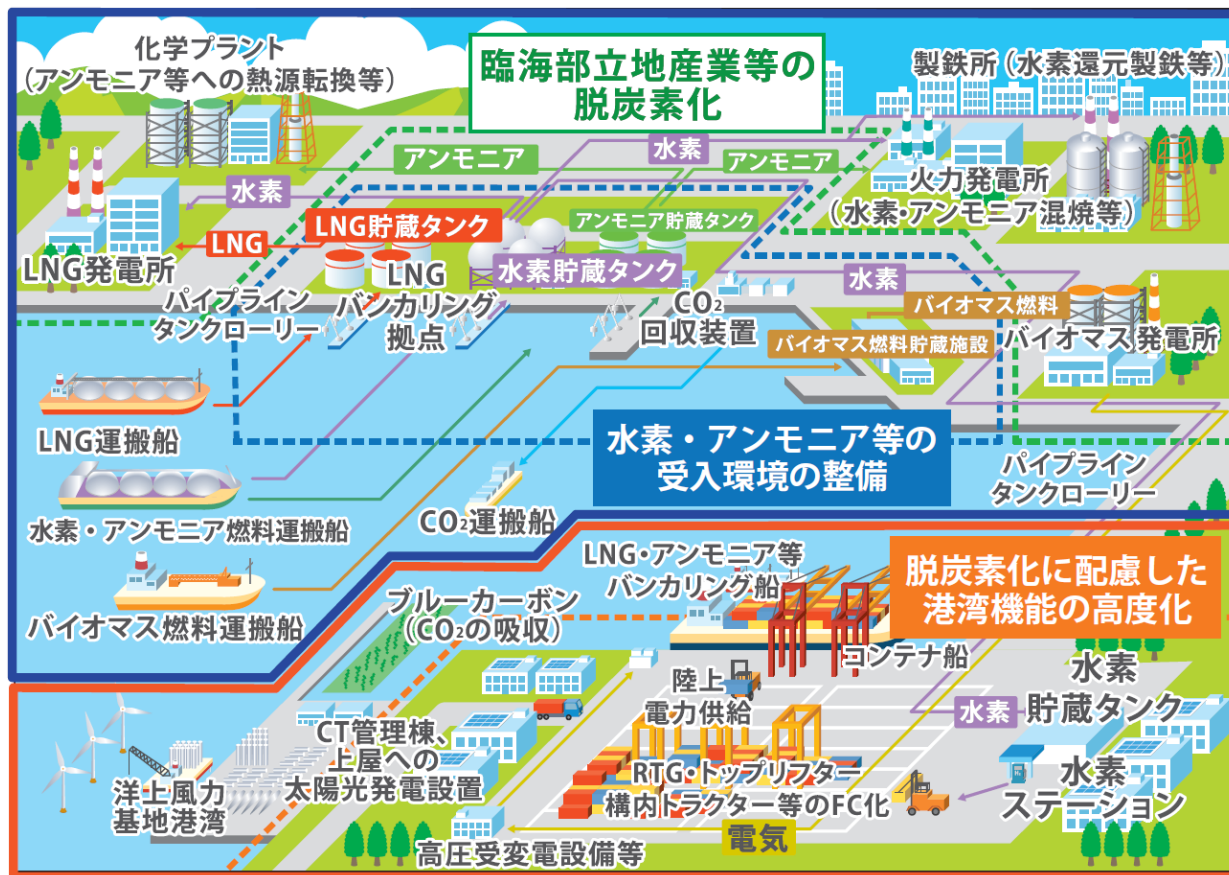 化学プラント
（アンモニア等への熱源転換等）
臨海部立地産業等の
脱炭素化
製鉄所（水素還元製鉄等）
アンモニア
水素
アンモニア
火力発電所
（水素・アンモニア混焼等）
水素
LNG
LNG貯蔵タンク
アンモニア貯蔵タンク
水素貯蔵タンク
LNG発電所
パイプライン
タンクローリー
LNG
バンカリング
拠点
CO₂
回収装置
水素
バイオマス燃料
バイオマス燃料貯蔵施設
バイオマス発電所
LNG運搬船
水素・アンモニア燃料運搬船
CO₂運搬船
バイオマス燃料運搬船
水素・アンモニア等の
受入環境の整備
パイプライン
タンクローリー
LNG・アンモニア等
バンカリング船
脱炭素化に配慮した
港湾機能の高度化
ブルーカーボン
（CO₂の吸収）
コンテナ船
陸上
電力供給
水素
水素
貯蔵タンク
CT管理棟、
上屋への
太陽光発電設置
洋上風力
基地港湾
RTG・トップリフター
構内トラクター等のFC化
水素
ステーション
電気
高圧受変電設備等